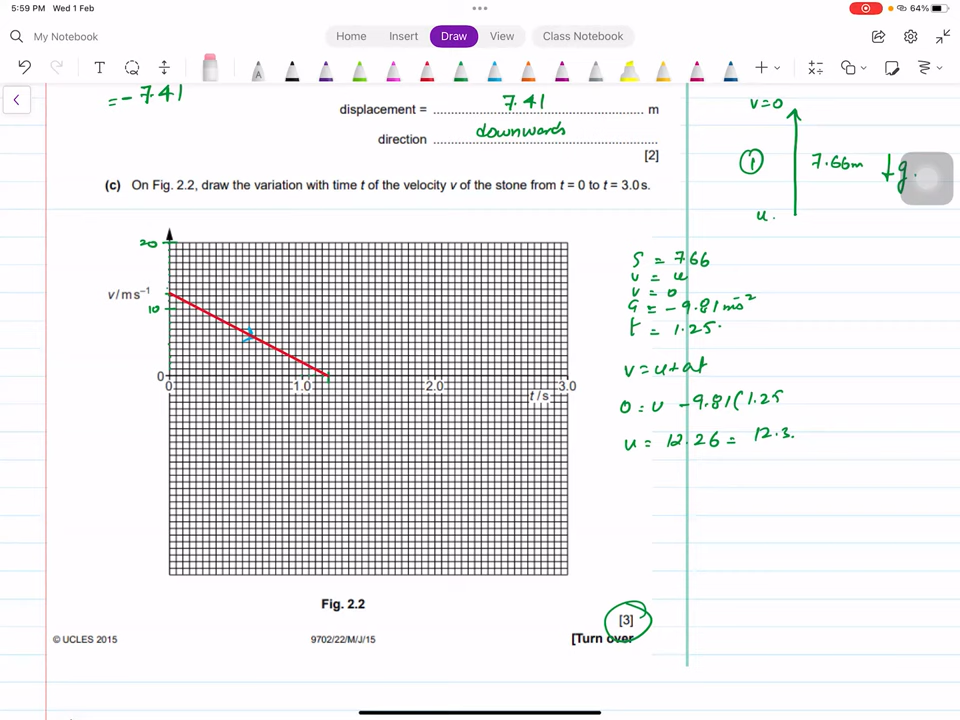 5:59 PM Wed 1 Feb
64%
My Notebook
Home Insert Draw View Class Notebook
= - 7.41
displacement = 7.41 m
direction downwards
[2]
(c) On Fig. 2.2, draw the variation with time t of the velocity v of the stone from t = 0 to t = 3.0 s.
20
v/ms⁻¹
10
0
0 1.0 2.0 3.0
t/s
Fig. 2.2
[3]
© UCLES 2015 9702/22/M/J/15 [Turn over
v=0
① 7.66m ↓g.
u.
S = 7.66
u = u
v = 0
a = -9.81 ms⁻²
t = 1.25
v = u + at
0 = u - 9.81(1.25
u = 12.26 = 12.3.